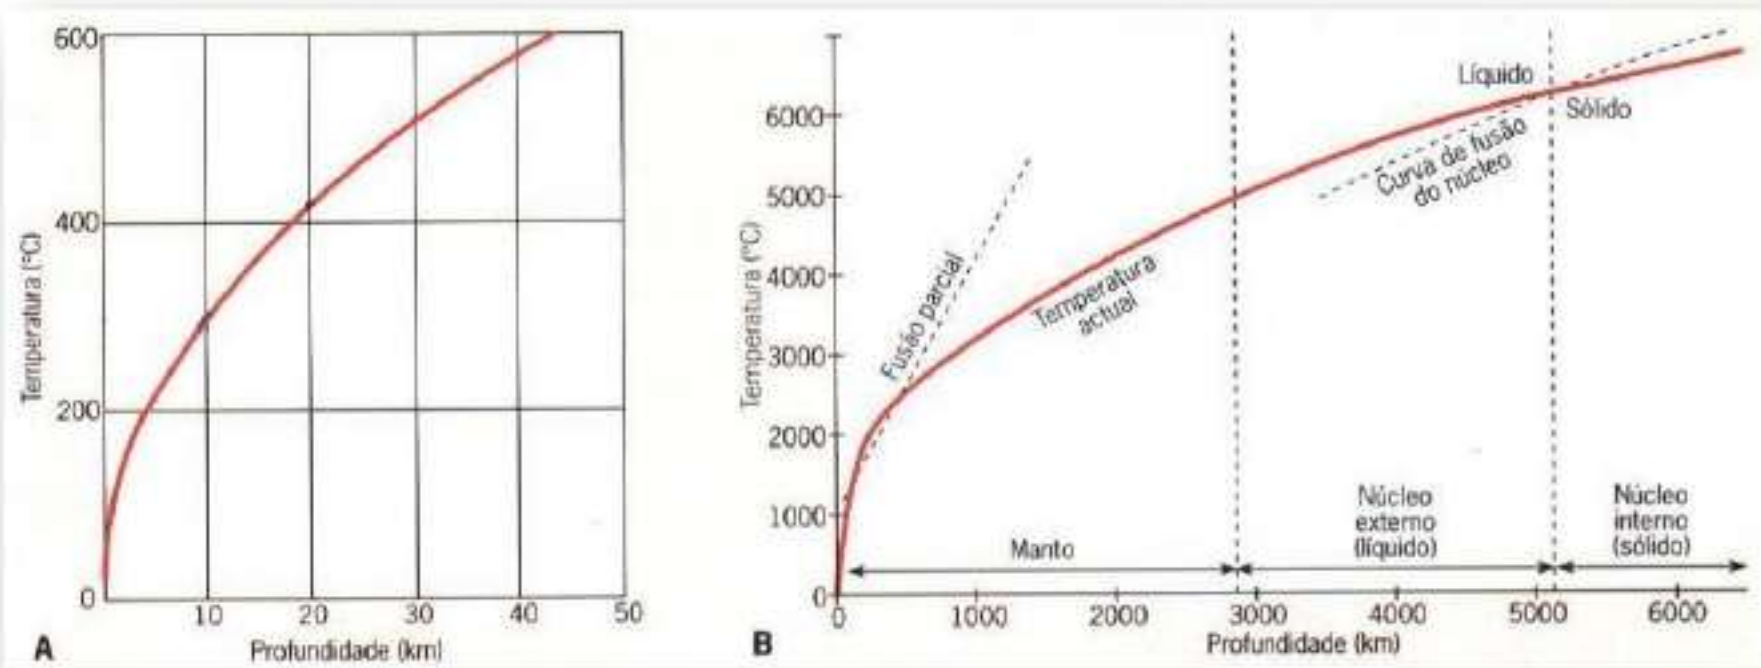 600
400
200
0
10
20
30
40
50
Temperatura (°C)
Profundidade (km)
A
6000
5000
4000
3000
2000
1000
0
0
1000
2000
3000
4000
5000
6000
Temperatura (°C)
Profundidade (km)
B
Fusão parcial
Temperatura
actual
Curva de fusão
do núcleo
Líquido
Sólido
Manto
Núcleo
externo
(líquido)
Núcleo
interno
(sólido)